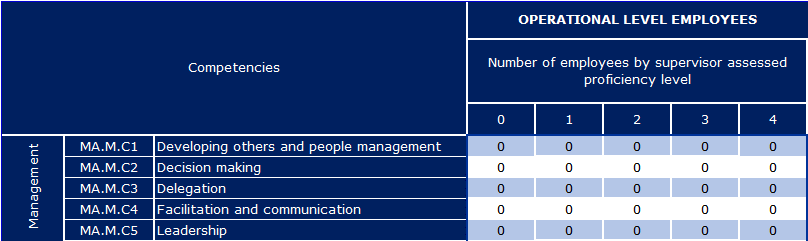 OPERATIONAL LEVEL EMPLOYEES
Competencies
Number of employees by supervisor assessed
proficiency level
0 1 2 3 4
Management
MA.M.C1 Developing others and people management 0 0 0 0 0
MA.M.C2 Decision making 0 0 0 0 0
MA.M.C3 Delegation 0 0 0 0 0
MA.M.C4 Facilitation and communication 0 0 0 0 0
MA.M.C5 Leadership 0 0 0 0 0